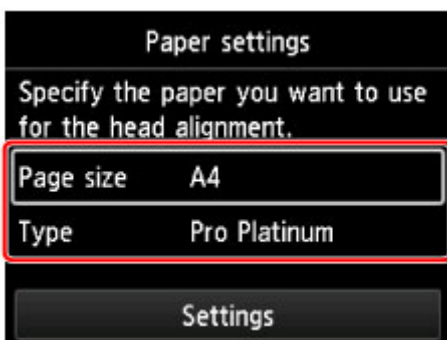 Paper settings
Specify the paper you want to use
for the head alignment.
Page size A4
Type Pro Platinum
Settings